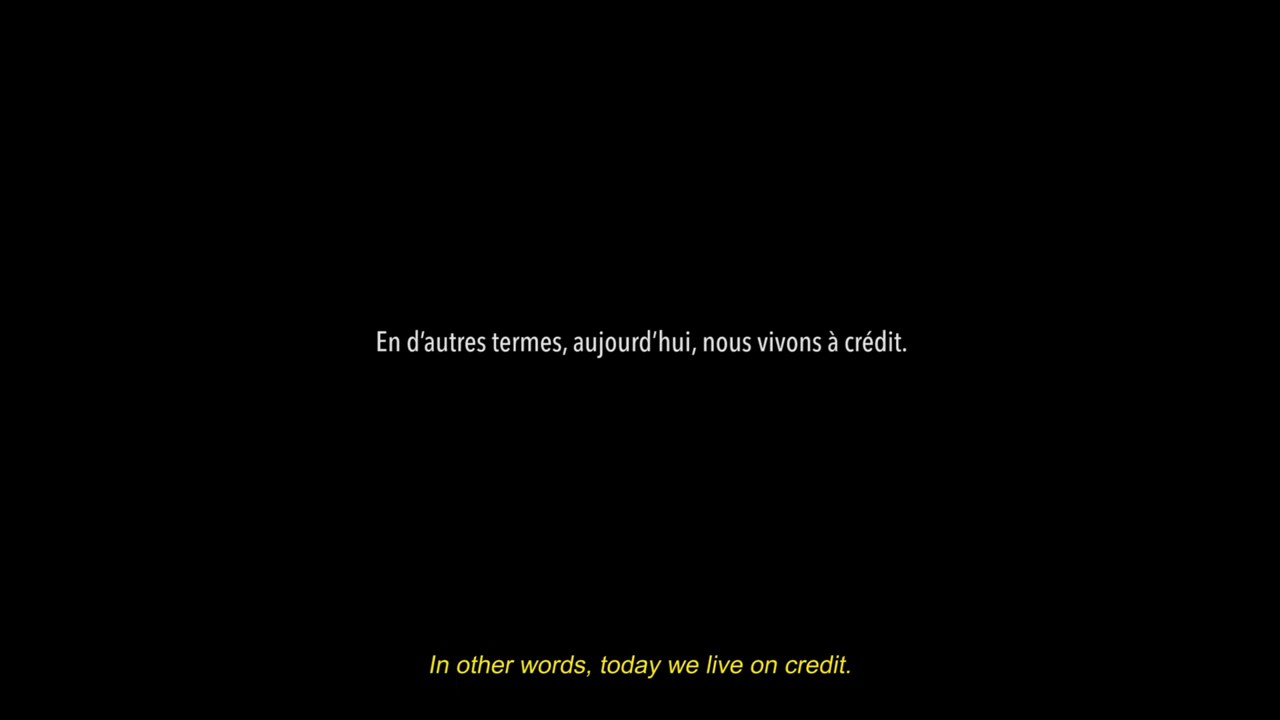 En d’autres termes, aujourd’hui, nous vivons à crédit.
In other words, today we live on credit.